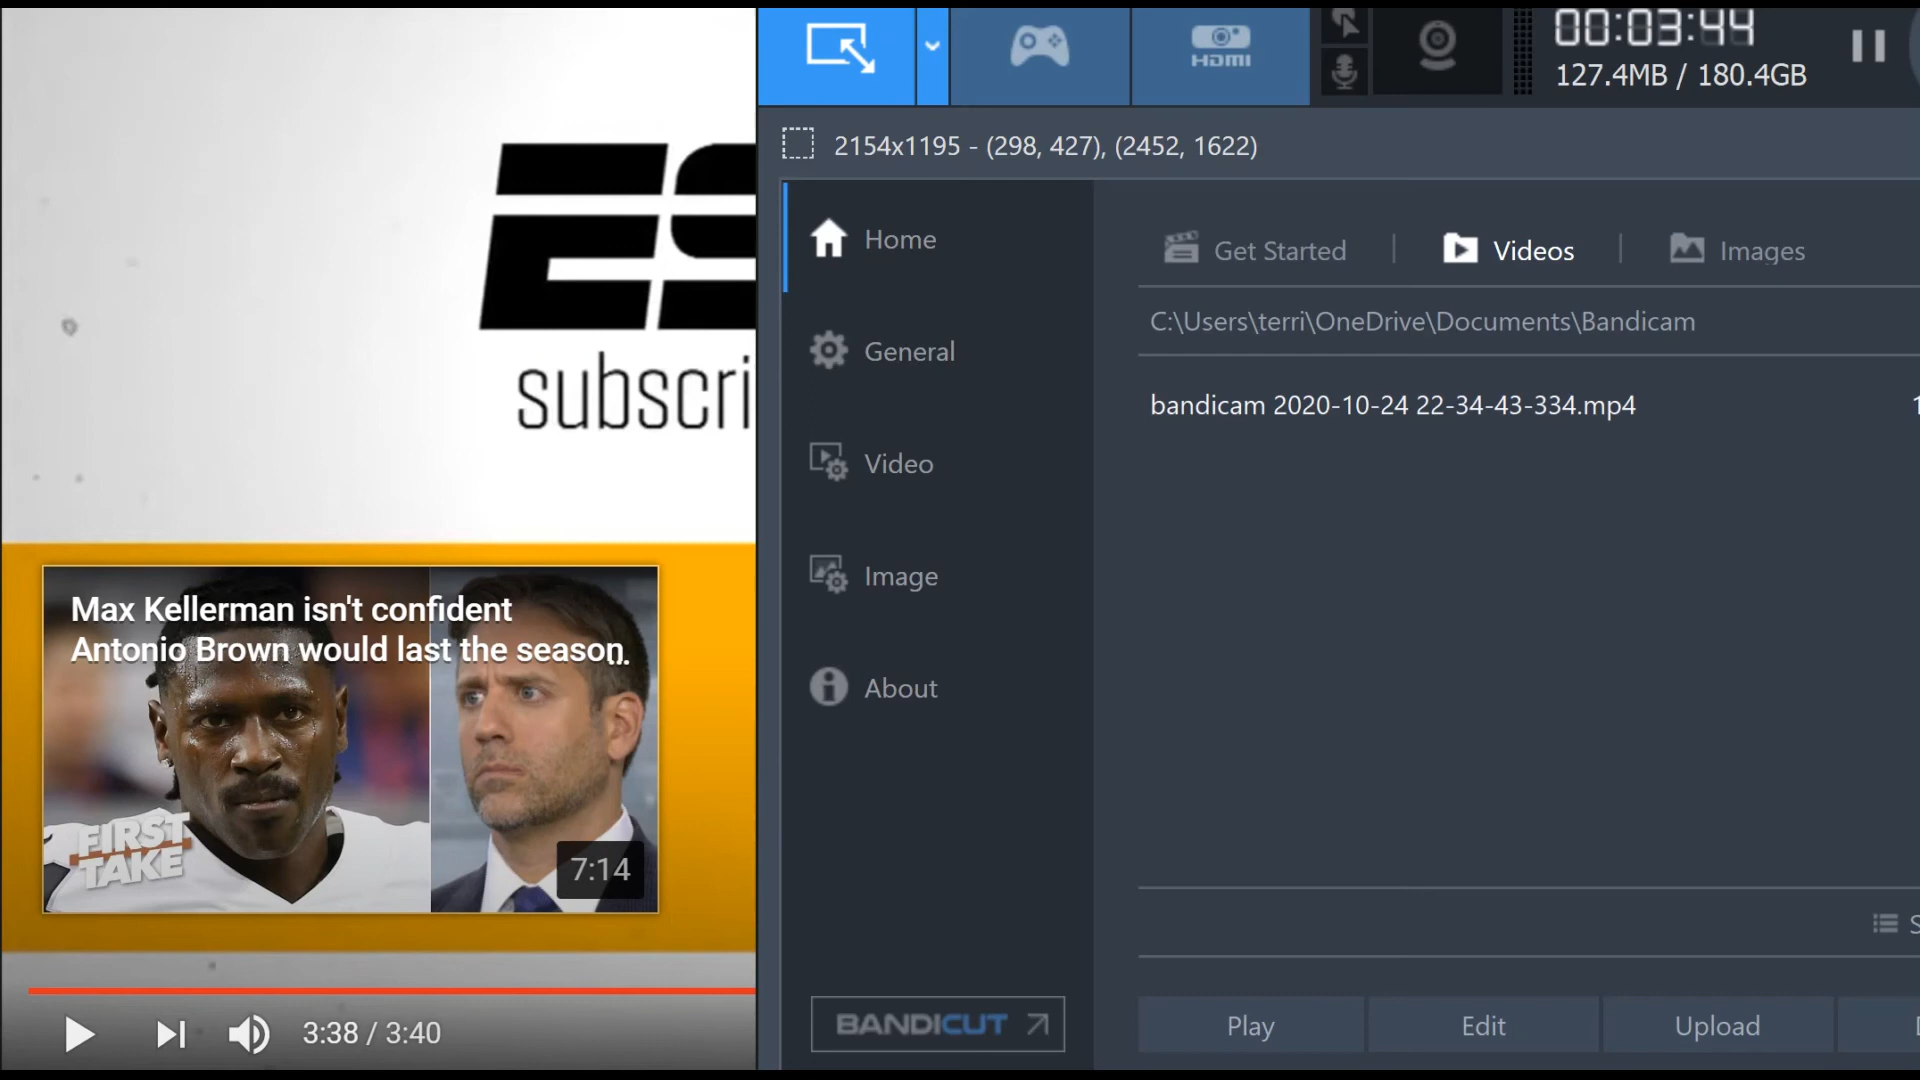 ES
subscri
Max Kellerman isn't confident
Antonio Brown would last the season...
FIRST
TAKE
7:14
3:38 / 3:40
HDMI
00:03:44
127.4MB / 180.4GB
2154x1195 - (298, 427), (2452, 1622)
Home
General
Video
Image
About
BANDICUT
Get Started
Videos
Images
C:\Users\terri\OneDrive\Documents\Bandicam
bandicam 2020-10-24 22-34-43-334.mp4
1
S
Play
Edit
Upload
D